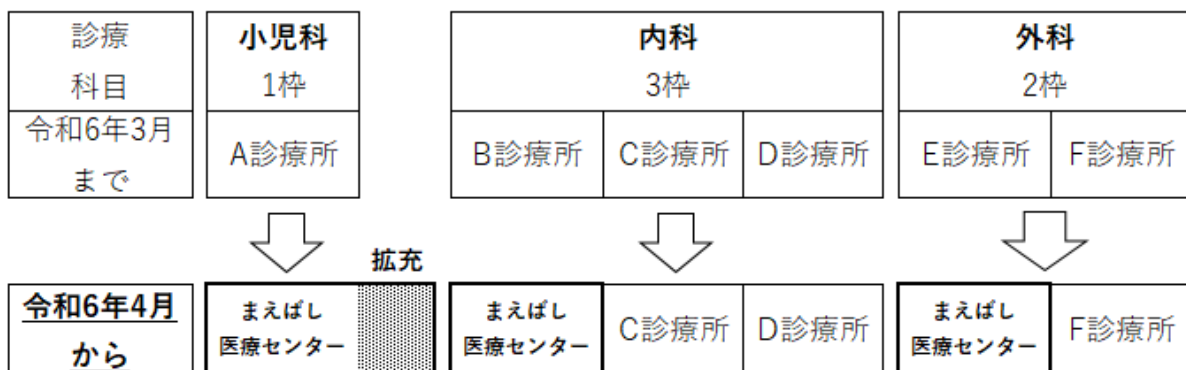 診療
科目
小児科
1枠
内科
3枠
外科
2枠
令和6年3月
まで
A診療所
B診療所
C診療所
D診療所
E診療所
F診療所
拡充
令和6年4月
から
まえばし
医療センター
まえばし
医療センター
C診療所
D診療所
まえばし
医療センター
F診療所